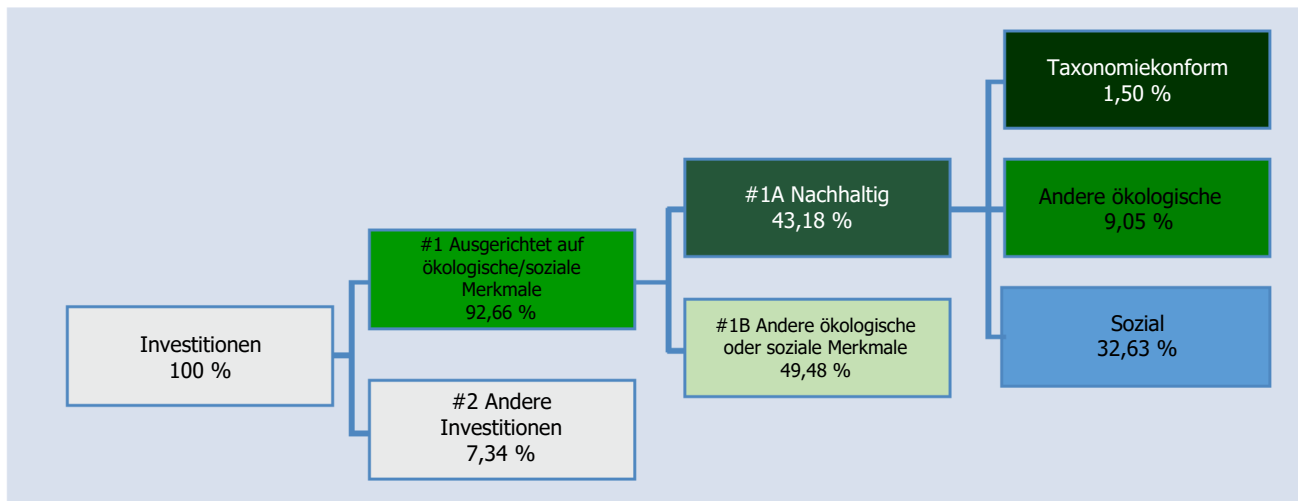 Investitionen
100 %
#1 Ausgerichtet auf
ökologische/soziale
Merkmale
92,66 %
#2 Andere
Investitionen
7,34 %
#1A Nachhaltig
43,18 %
#1B Andere ökologische
oder soziale Merkmale
49,48 %
Taxonomiekonform
1,50 %
Andere ökologische
9,05 %
Sozial
32,63 %